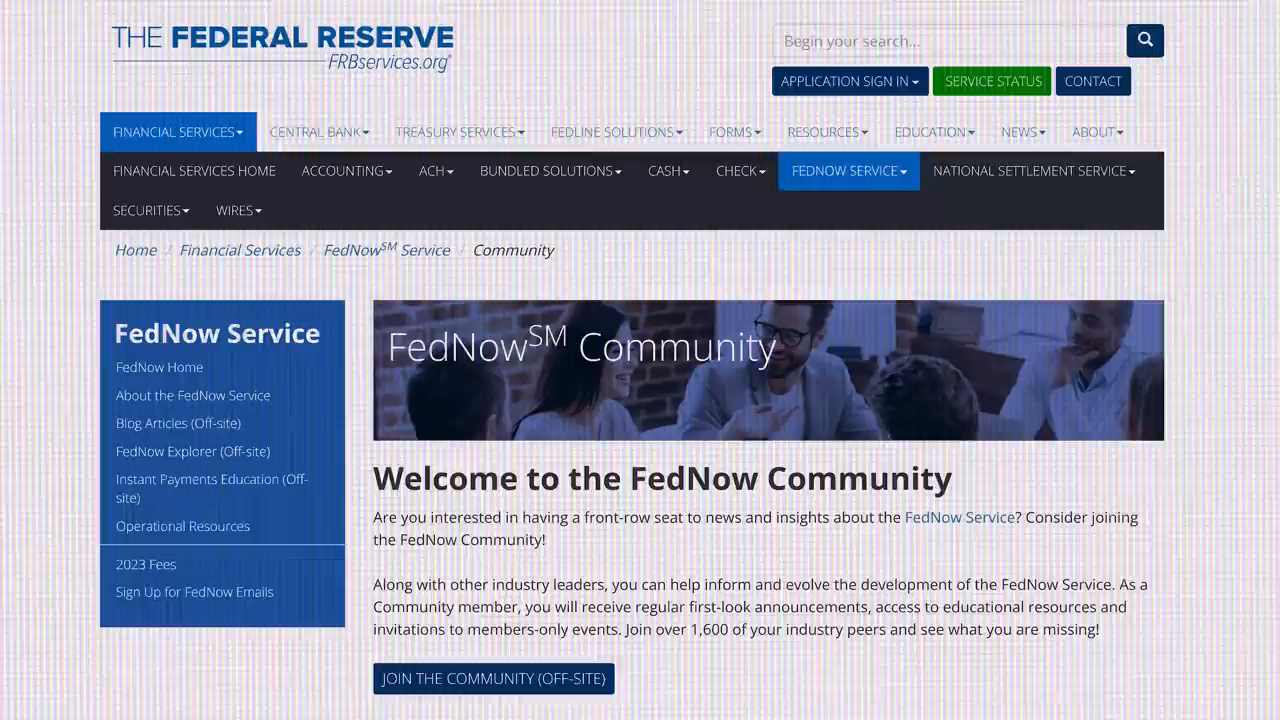 THE FEDERAL RESERVE
FRBservices.org®
Begin your search...
APPLICATION SIGN IN
SERVICE STATUS
CONTACT
FINANCIAL SERVICES
CENTRAL BANK
TREASURY SERVICES
FEDLINE SOLUTIONS
FORMS
RESOURCES
EDUCATION
NEWS
ABOUT
FINANCIAL SERVICES HOME
ACCOUNTING
ACH
BUNDLED SOLUTIONS
CASH
CHECK
FEDNOW SERVICE
NATIONAL SETTLEMENT SERVICE
SECURITIES
WIRES
Home / Financial Services / FedNowSM Service / Community
FedNow Service
FedNow Home
About the FedNow Service
Blog Articles (Off-site)
FedNow Explorer (Off-site)
Instant Payments Education (Off-
site)
Operational Resources
2023 Fees
Sign Up for FedNow Emails
FedNowSM Community
Welcome to the FedNow Community
Are you interested in having a front-row seat to news and insights about the FedNow Service? Consider joining
the FedNow Community!
Along with other industry leaders, you can help inform and evolve the development of the FedNow Service. As a
Community member, you will receive regular first-look announcements, access to educational resources and
invitations to members-only events. Join over 1,600 of your industry peers and see what you are missing!
JOIN THE COMMUNITY (OFF-SITE)